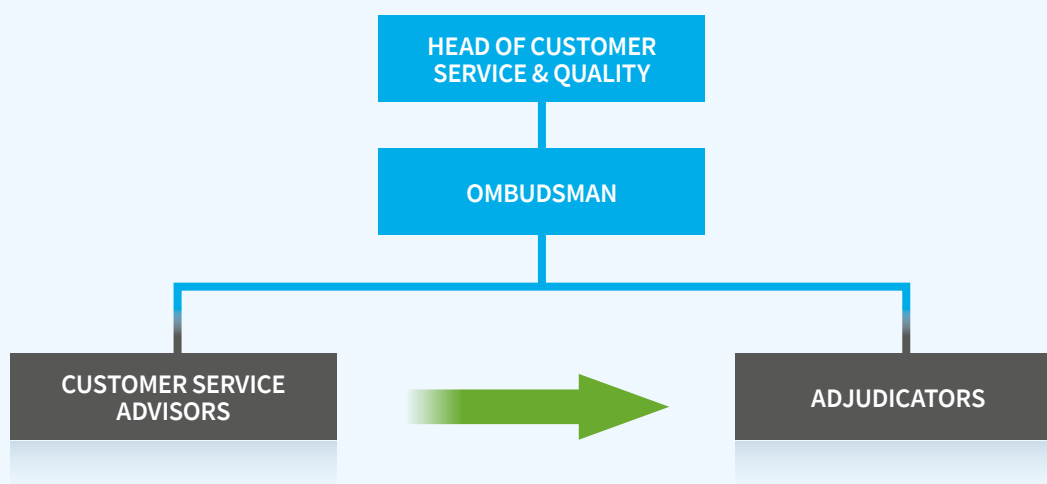 HEAD OF CUSTOMER
SERVICE & QUALITY
OMBUDSMAN
CUSTOMER SERVICE
ADVISORS
ADJUDICATORS